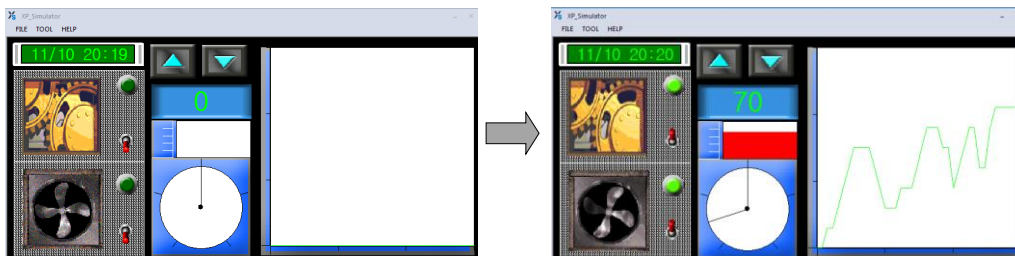 XP_Simulator
FILE TOOL HELP
11/10 20:19
0
XP_Simulator
FILE TOOL HELP
11/10 20:20
70